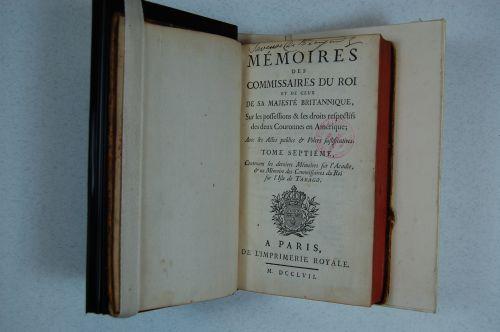 MÉMOIRES
DES
COMMISSAIRES DU ROI
ET DE CEUX
DE SA MAJESTÉ BRITANNIQUE,
Sur les possessions & les droits respectifs
des deux Couronnes en Amérique;
Avec les Actes publics & Pièces justificatives.
TOME SEPTIÈME,
Contenant les derniers Mémoires sur l'Acadie,
& un Mémoire des Commissaires du Roi
sur l'Isle de TABAGO.
A PARIS,
DE L'IMPRIMERIE ROYALE.
M. DCCLVII.